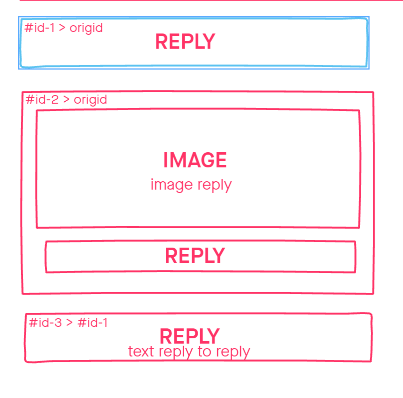 #id-1 > origid
REPLY
#id-2 > origid
IMAGE
image reply
REPLY
#id-3 > #id-1
REPLY
text reply to reply